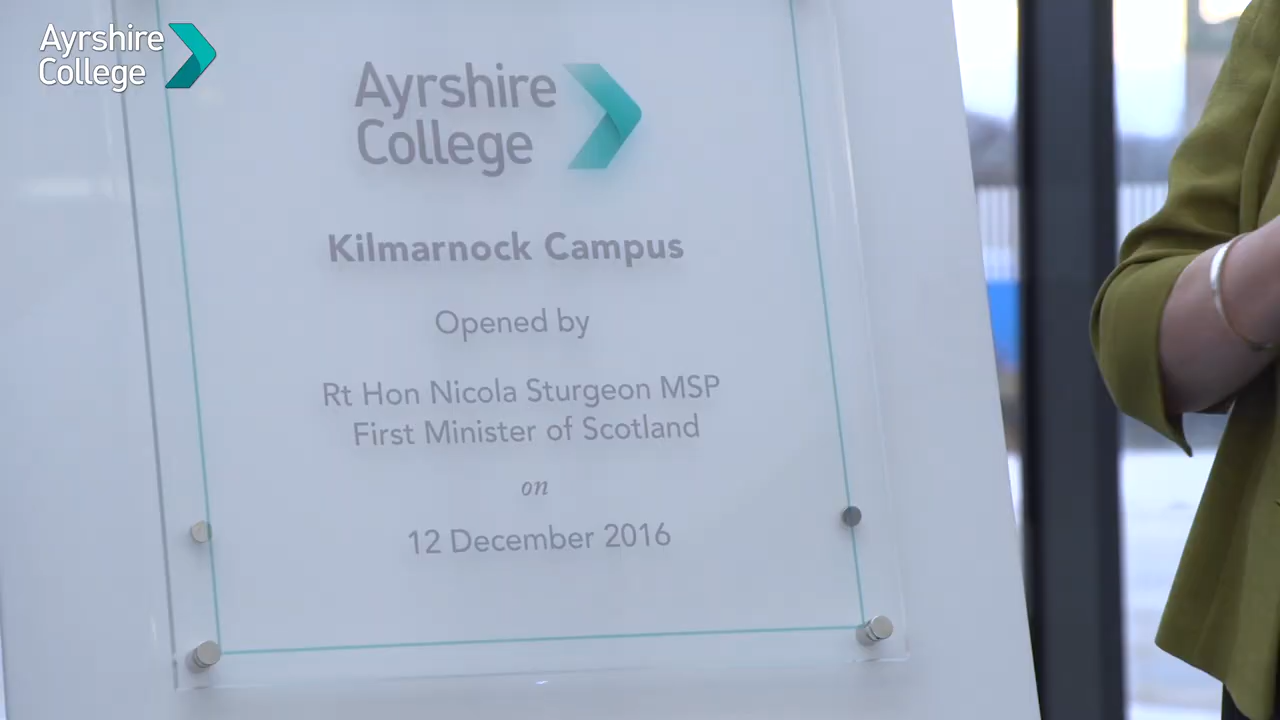 Ayrshire
College
Ayrshire
College
Kilmarnock Campus
Opened by
Rt Hon Nicola Sturgeon MSP
First Minister of Scotland
on
12 December 2016